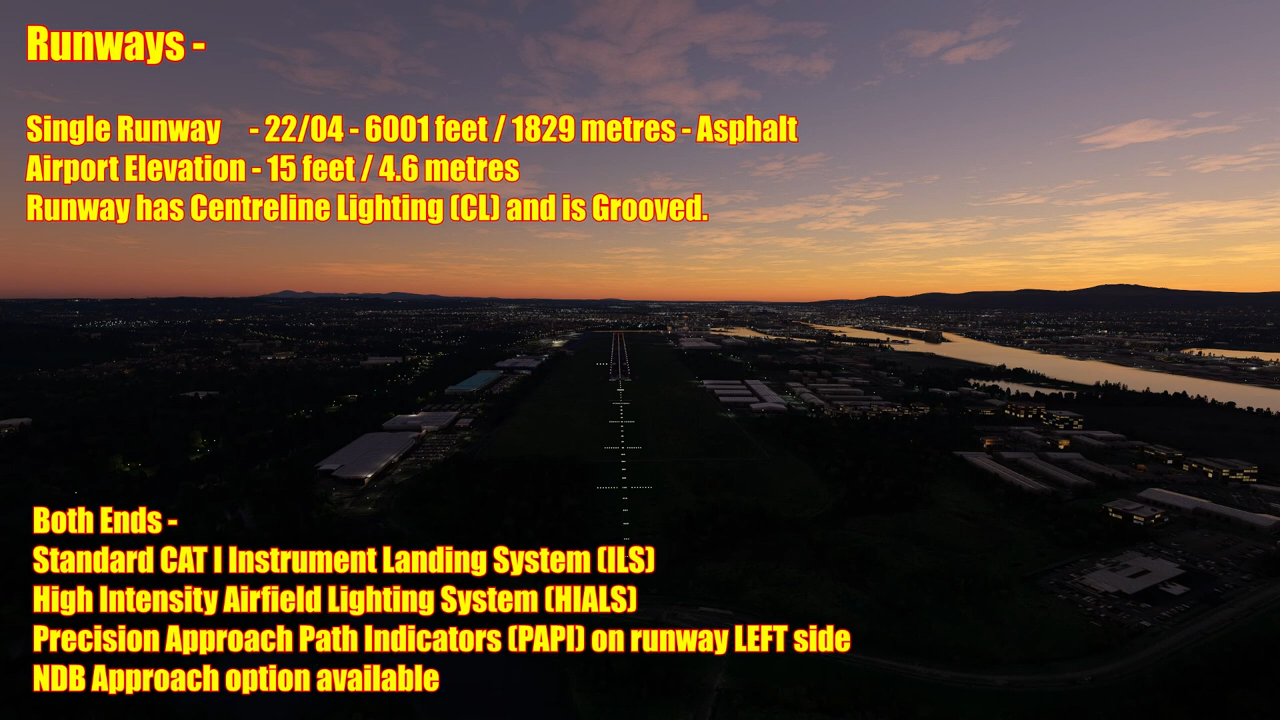 Runways -
Single Runway - 22/04 - 6001 feet / 1829 metres - Asphalt
Airport Elevation - 15 feet / 4.6 metres
Runway has Centreline Lighting (CL) and is Grooved.
Both Ends -
Standard CAT I Instrument Landing System (ILS)
High Intensity Airfield Lighting System (HIALS)
Precision Approach Path Indicators (PAPI) on runway LEFT side
NDB Approach option available